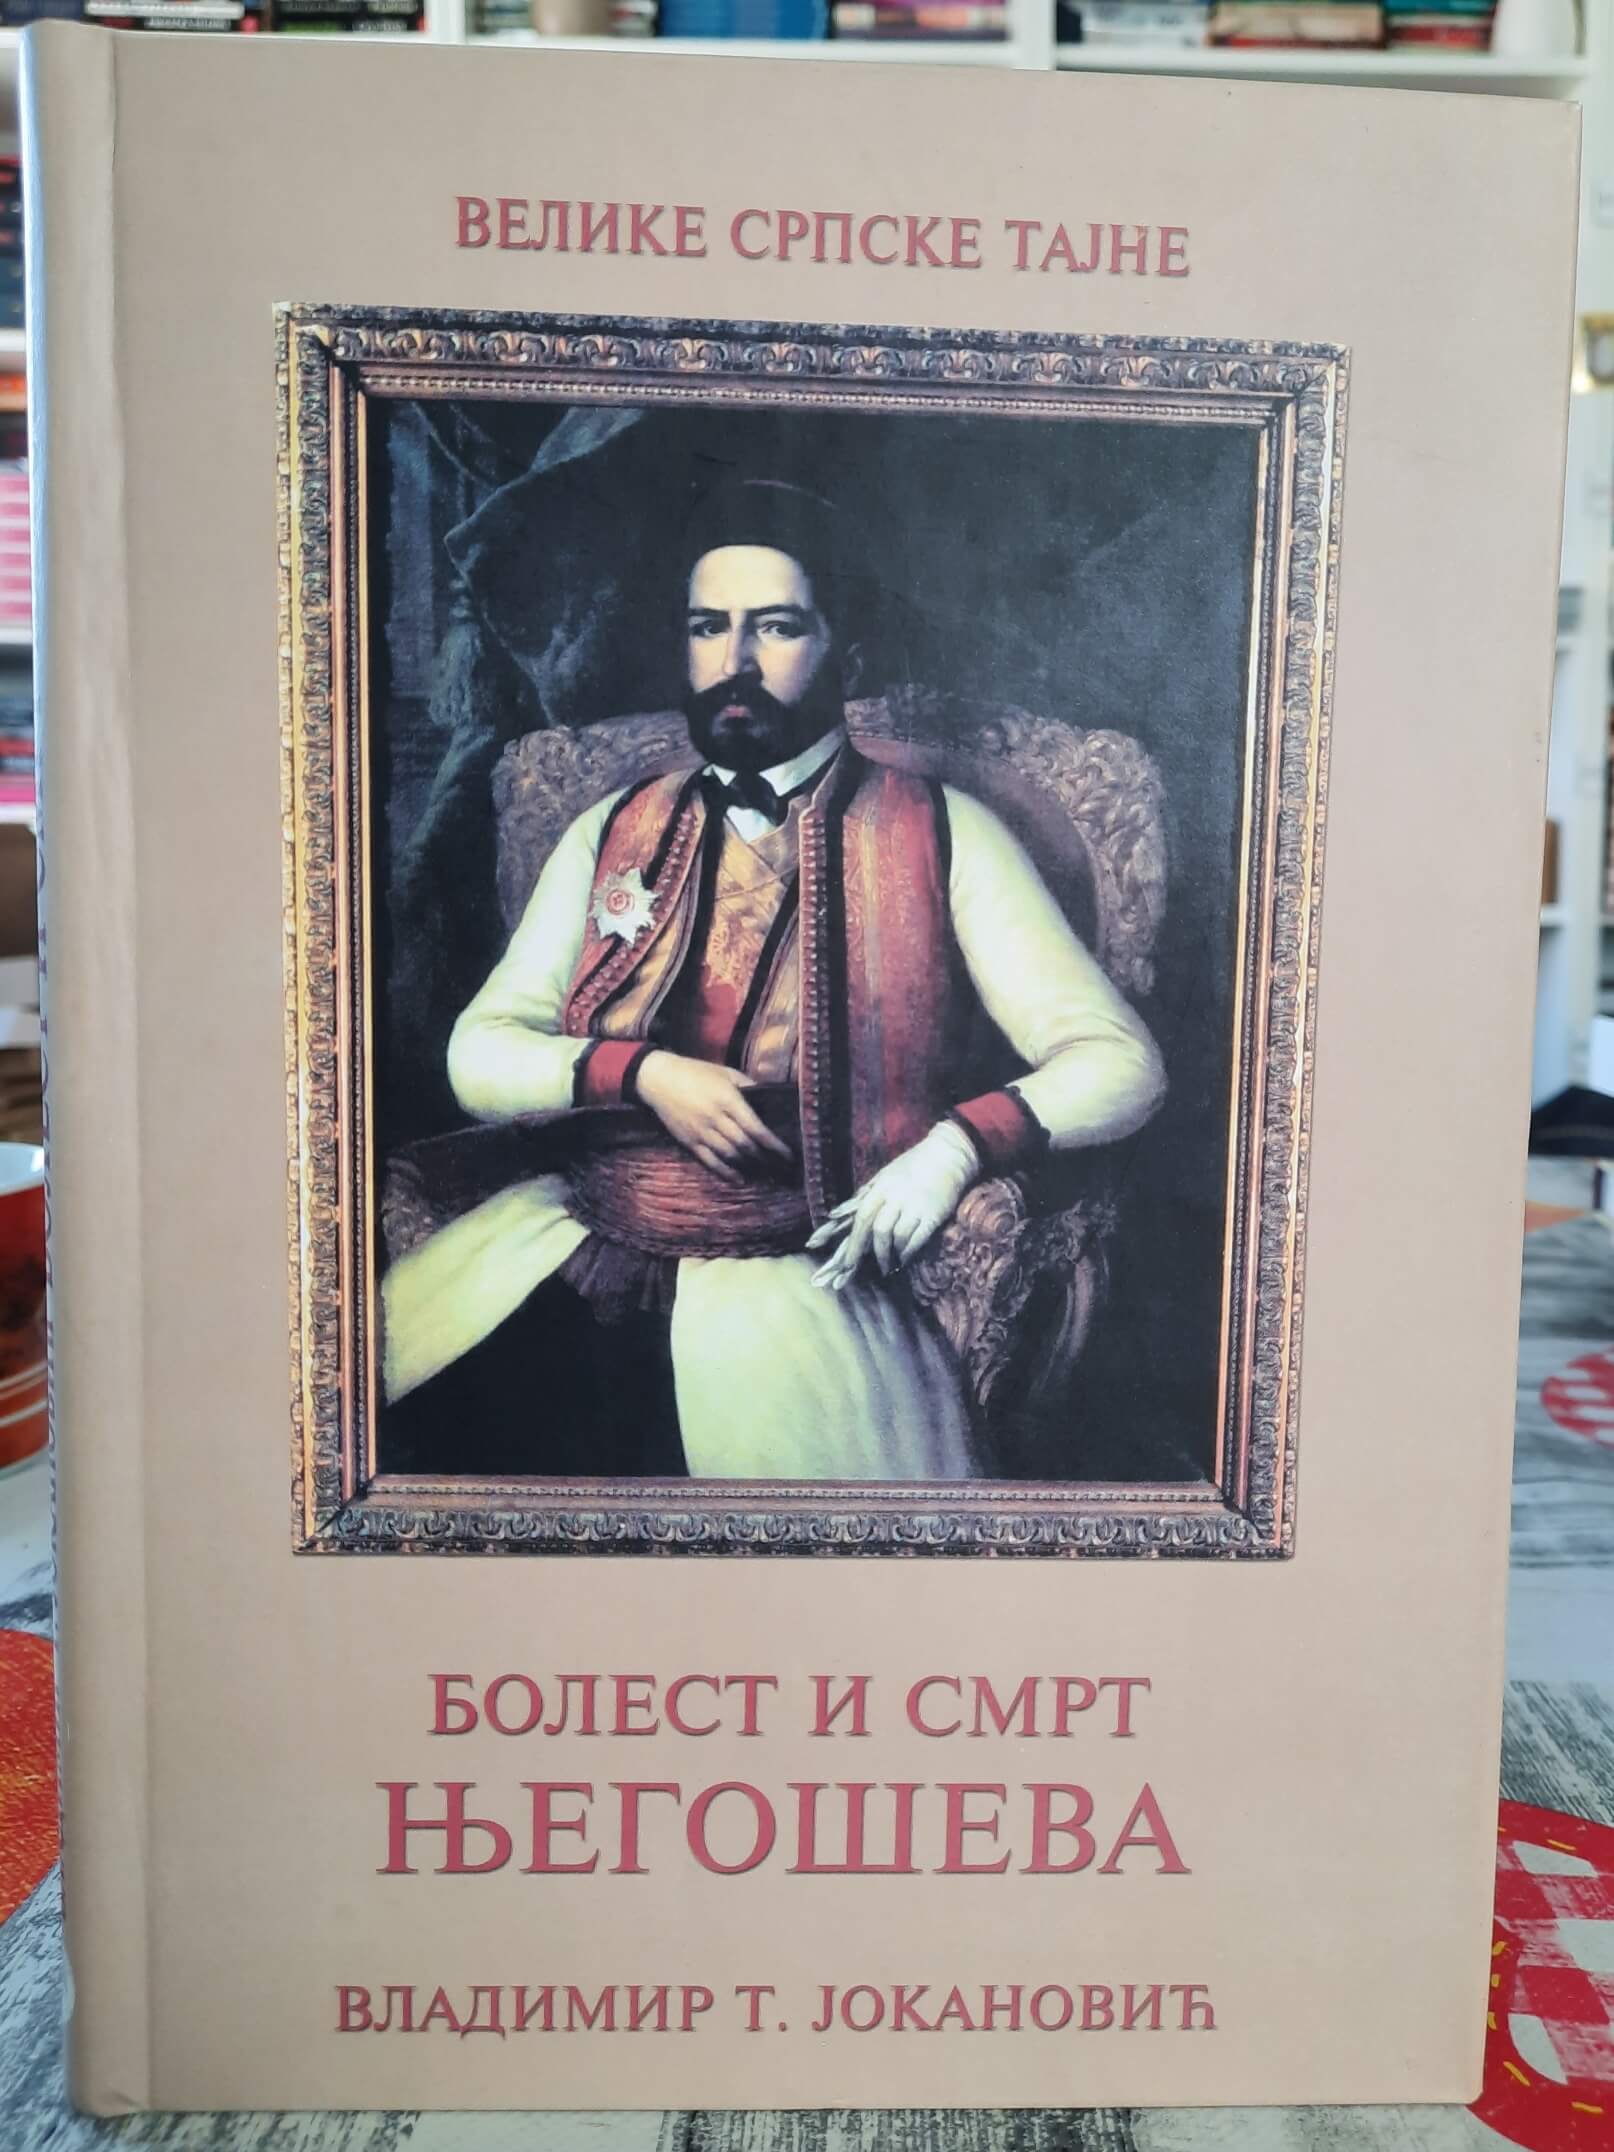 ВЕЛИКЕ СРПСКЕ ТАЈНЕ
БОЛЕСТ И СМРТ
ЊЕГОШЕВА
ВЛАДИМИР Т. ЈОКАНОВИЋ